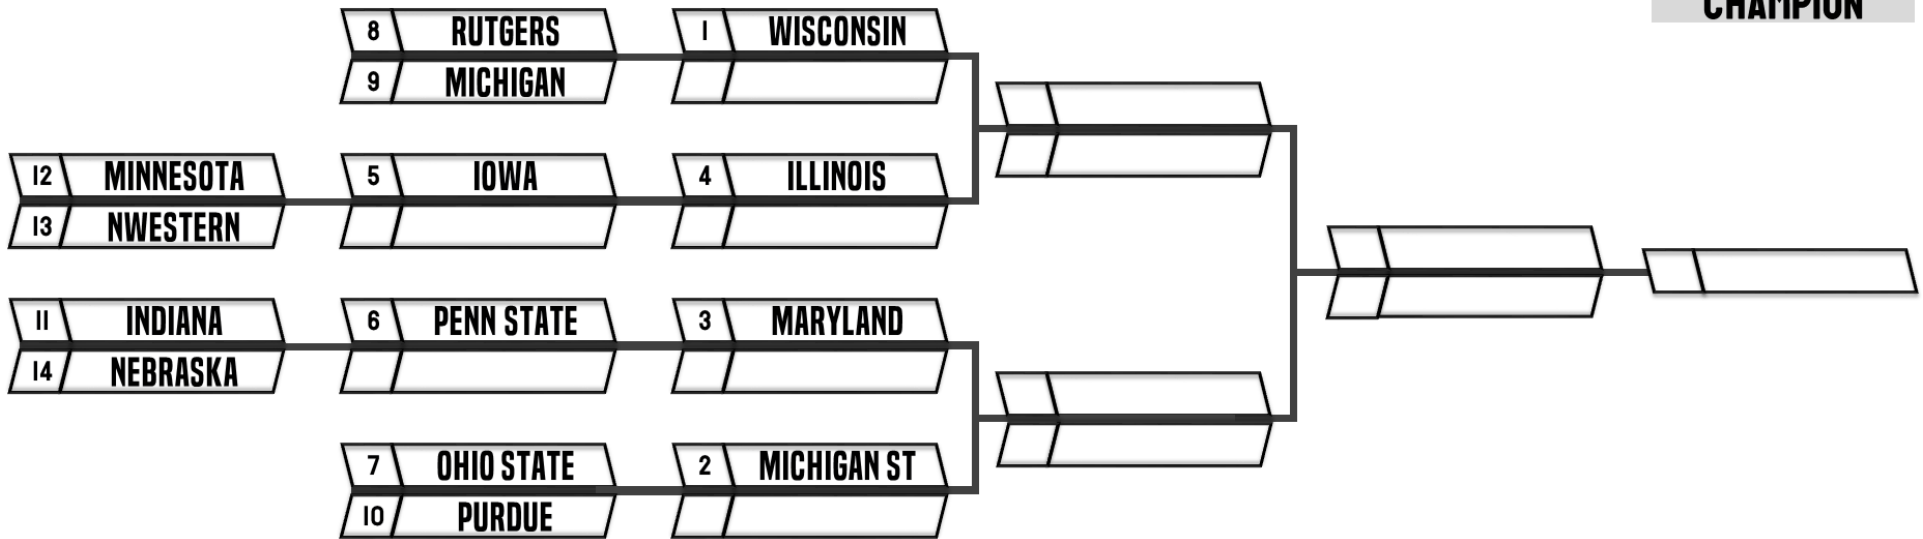 CHAMPION
8 RUTGERS
9 MICHIGAN
1 WISCONSIN
12 MINNESOTA
13 NWESTERN
5 IOWA
4 ILLINOIS
11 INDIANA
14 NEBRASKA
6 PENN STATE
3 MARYLAND
7 OHIO STATE
10 PURDUE
2 MICHIGAN ST